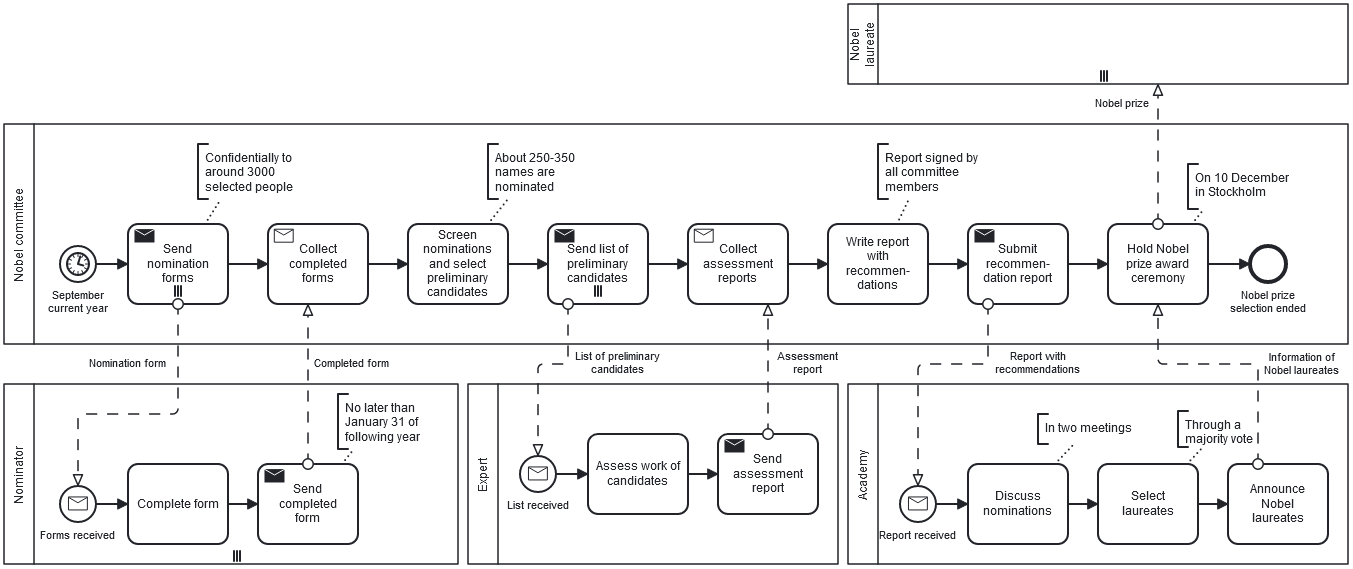 Nobel
laureate
Nobel prize
Nobel committee
Confidentially to
around 3000
selected people
About 250-350
names are
nominated
Report signed by
all committee
members
On 10 December
in Stockholm
September
current year
Send
nomination
forms
Collect
completed
forms
Screen
nominations
and select
preliminary
candidates
Send list of
preliminary
candidates
Collect
assessment
reports
Write report
with
recommen-
dations
Submit
recommen-
dation report
Hold Nobel
prize award
ceremony
Nobel prize
selection ended
Nomination form
Completed form
List of preliminary
candidates
Assessment
report
Report with
recommendations
Information of
Nobel laureates
Nominator
Forms received
Complete form
Send
completed
form
No later than
January 31 of
following year
Expert
List received
Assess work of
candidates
Send
assessment
report
Academy
Report received
Discuss
nominations
In two meetings
Select
laureates
Through a
majority vote
Announce
Nobel
laureates